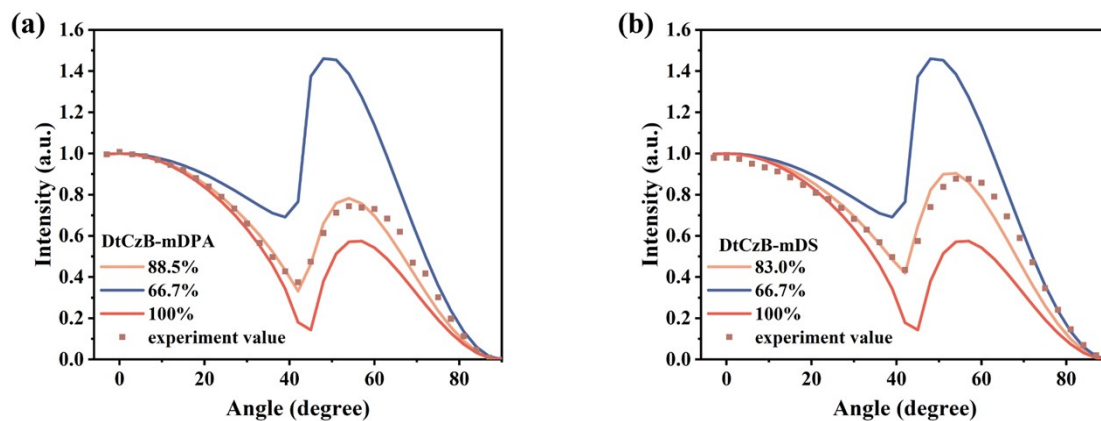 (a)
Intensity (a.u.)
1.6
1.4
1.2
1.0
0.8
0.6
0.4
0.2
0.0
DtCzB-mDPA
88.5%
66.7%
100%
experiment value
0 20 40 60 80
Angle (degree)
(b)
Intensity (a.u.)
1.6
1.4
1.2
1.0
0.8
0.6
0.4
0.2
0.0
DtCzB-mDS
83.0%
66.7%
100%
experiment value
0 20 40 60 80
Angle (degree)